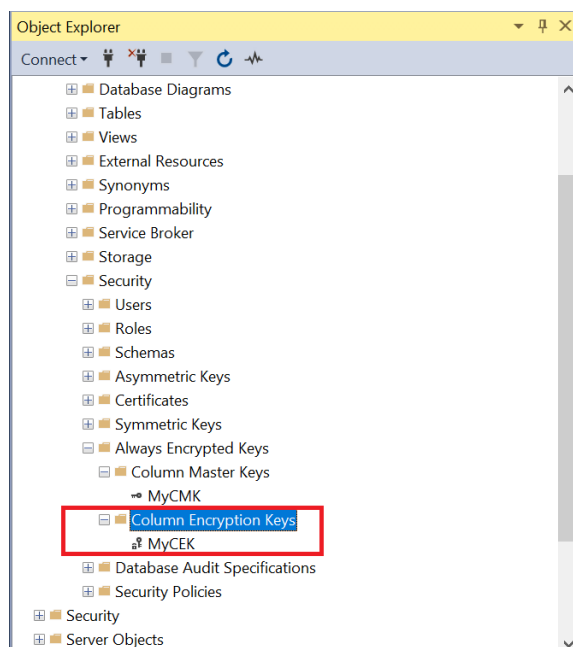 Object Explorer
Connect
Database Diagrams
Tables
Views
External Resources
Synonyms
Programmability
Service Broker
Storage
Security
Users
Roles
Schemas
Asymmetric Keys
Certificates
Symmetric Keys
Always Encrypted Keys
Column Master Keys
MyCMK
Column Encryption Keys
MyCEK
Database Audit Specifications
Security Policies
Security
Server Objects